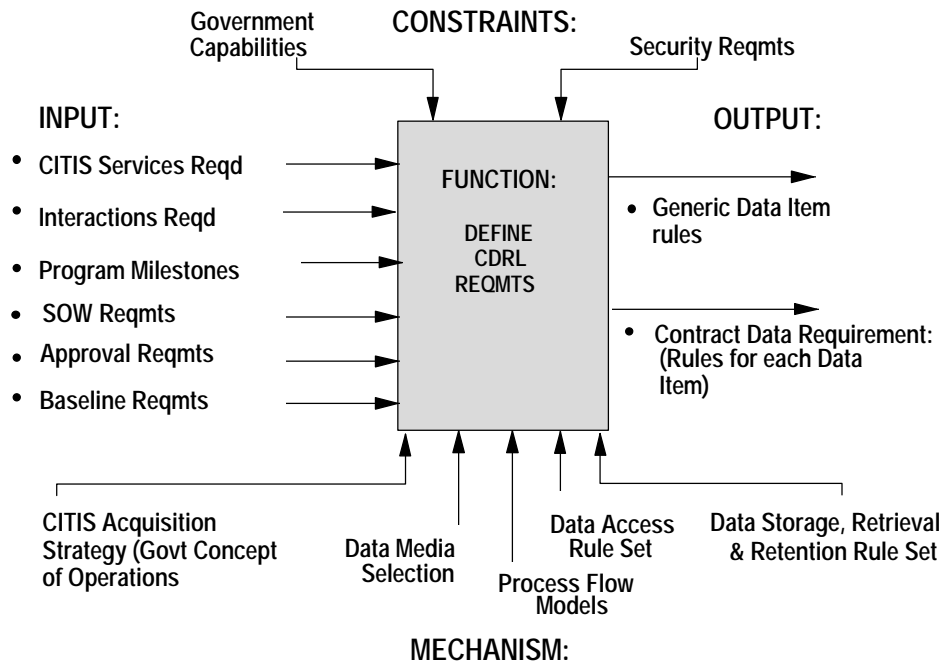 CONSTRAINTS:
Government
Capabilities
Security Reqmts
INPUT:
• CITIS Services Reqd
• Interactions Reqd
• Program Milestones
• SOW Reqmts
• Approval Reqmts
• Baseline Reqmts
FUNCTION:
DEFINE
CDRL
REQMTS
OUTPUT:
• Generic Data Item
rules
• Contract Data Requirement:
(Rules for each Data
Item)
CITIS Acquisition
Strategy (Govt Concept
of Operations
Data Media
Selection
Process Flow
Models
Data Access
Rule Set
Data Storage, Retrieval
& Retention Rule Set
MECHANISM: